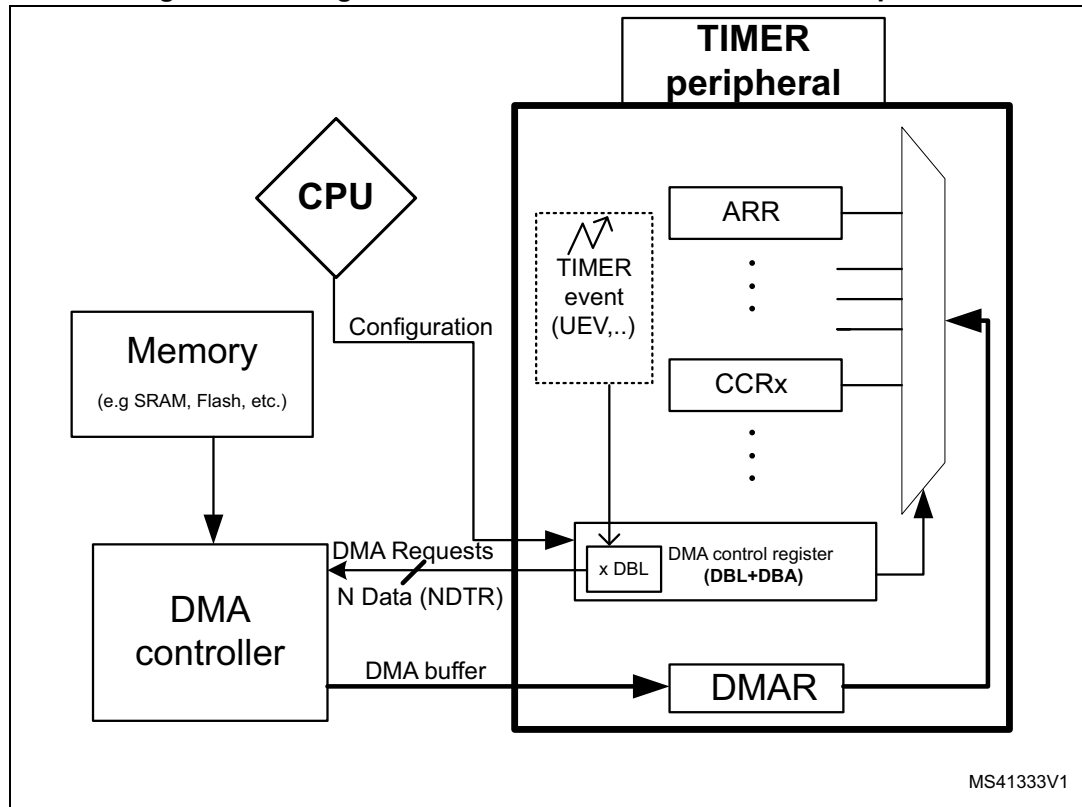 TIMER
peripheral
CPU
ARR
TIMER
event
(UEV,..)
Configuration
Memory
(e.g SRAM, Flash, etc.)
CCRx
DMA Requests
x DBL
DMA control register
(DBL+DBA)
N Data (NDTR)
DMA
controller
DMA buffer
DMAR
MS41333V1